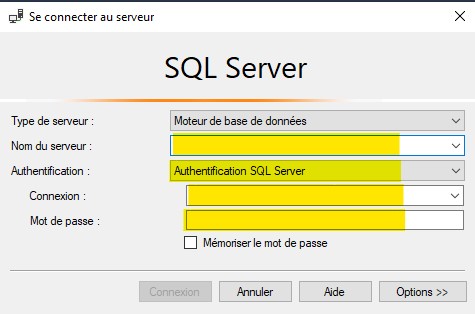 Se connecter au serveur
SQL Server
Type de serveur : Moteur de base de données
Nom du serveur :
Authentification : Authentification SQL Server
Connexion :
Mot de passe :
Mémoriser le mot de passe
Connexion Annuler Aide Options >>